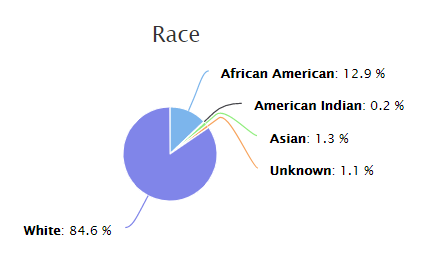 Race
African American: 12.9 %
American Indian: 0.2 %
Asian: 1.3 %
Unknown: 1.1 %
White: 84.6 %